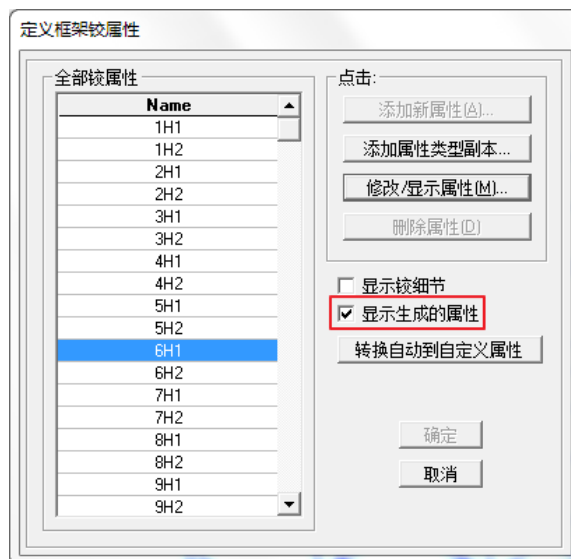 定义框架铰属性
全部铰属性
Name
1H1
1H2
2H1
2H2
3H1
3H2
4H1
4H2
5H1
5H2
6H1
6H2
7H1
7H2
8H1
8H2
9H1
9H2
点击:
添加新属性(A)...
添加属性类型副本...
修改/显示属性(M)...
删除属性(D)
显示铰细节
显示生成的属性
转换自动到自定义属性
确定
取消